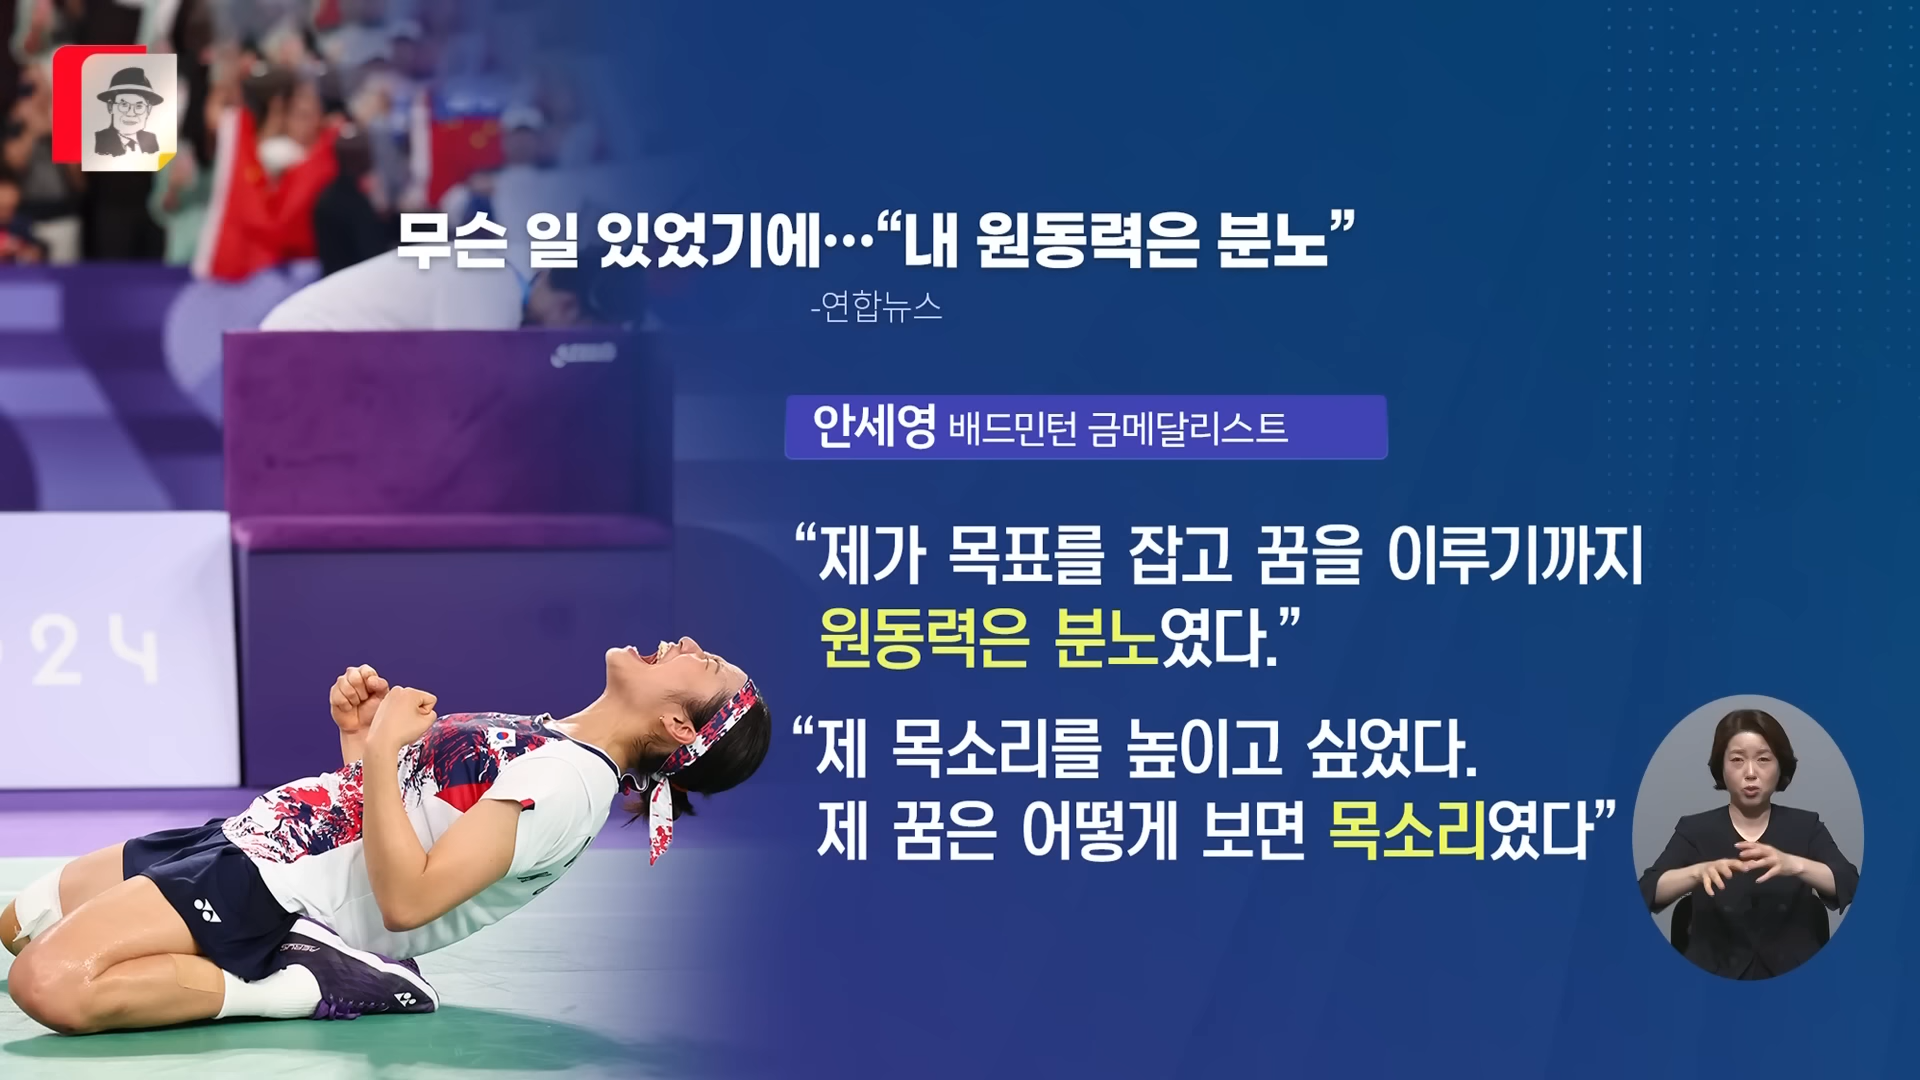 무슨 일 있었기에…“내 원동력은 분노”
-연합뉴스
안세영 배드민턴 금메달리스트
“제가 목표를 잡고 꿈을 이루기까지
원동력은 분노였다.”
“제 목소리를 높이고 싶었다.
제 꿈은 어떻게 보면 목소리였다”
24